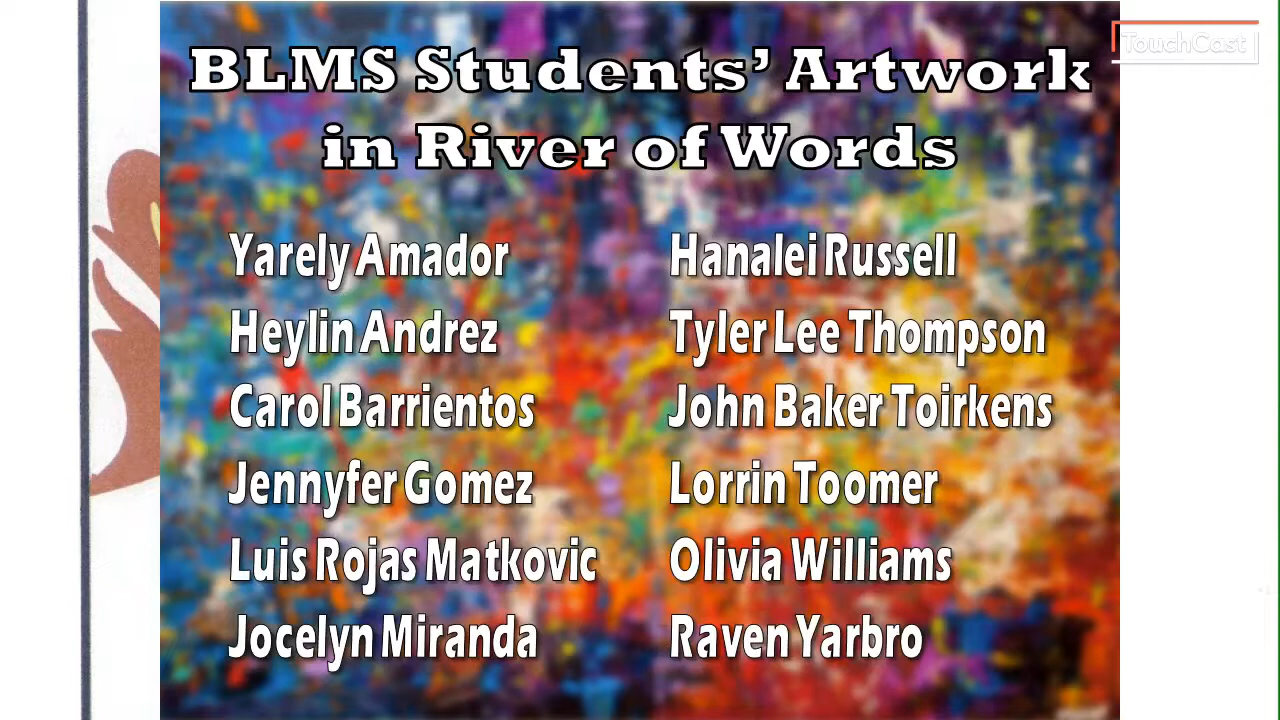 BLMS Students' Artwork
in River of Words
TouchCast
Yarely Amador
Heylin Andrez
Carol Barrientos
Jennyfer Gomez
Luis Rojas Matkovic
Jocelyn Miranda
Hanalei Russell
Tyler Lee Thompson
John Baker Toirkens
Lorrin Toomer
Olivia Williams
Raven Yarbro